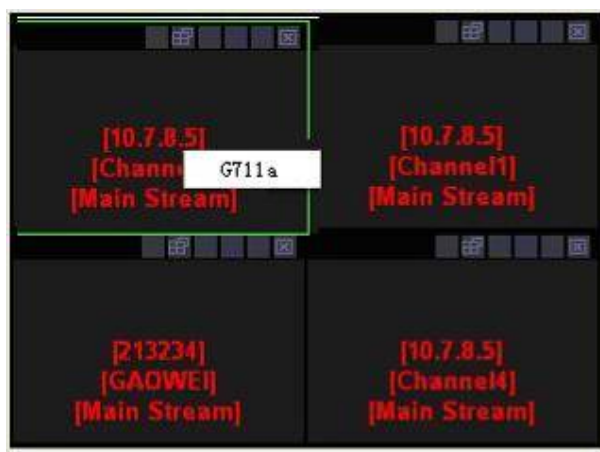 [10.7.8.5]
[Chann
G711a
[Main Stream]
[10.7.8.5]
[Channel1]
[Main Stream]
[213234]
[GAOWEI]
[Main Stream]
[10.7.8.5]
[Channel4]
[Main Stream]